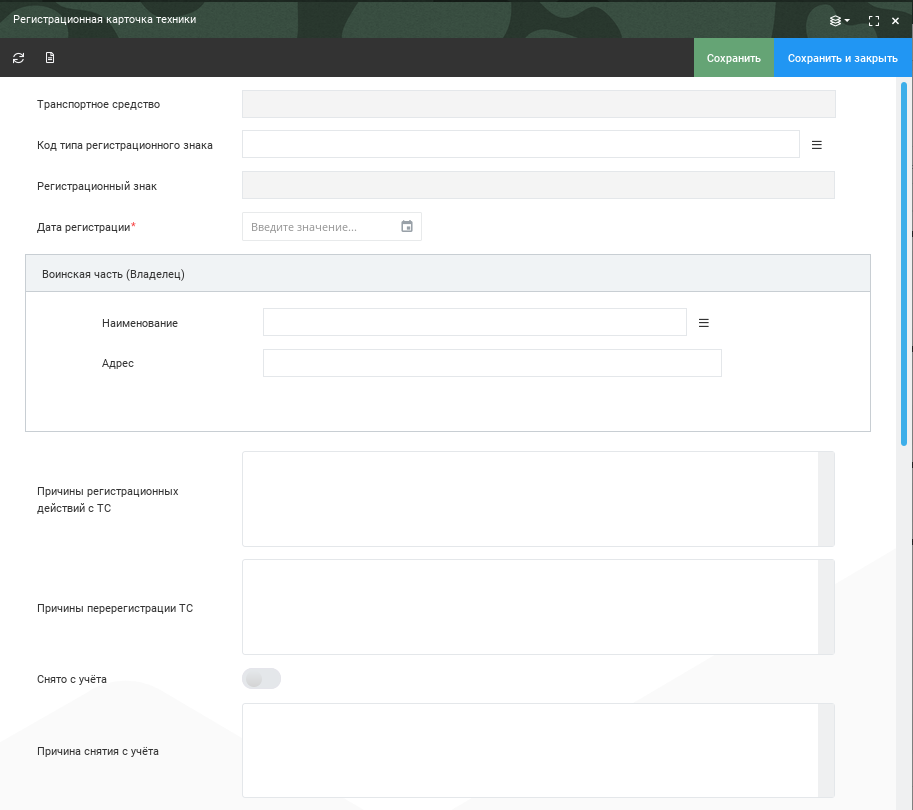 Регистрационная карточка техники
Сохранить
Сохранить и закрыть
Транспортное средство
Код типа регистрационного знака
Регистрационный знак
Дата регистрации*
Введите значение...
Воинская часть (Владелец)
Наименование
Адрес
Причины регистрационных
действий с ТС
Причины перерегистрации ТС
Снято с учёта
Причина снятия с учёта